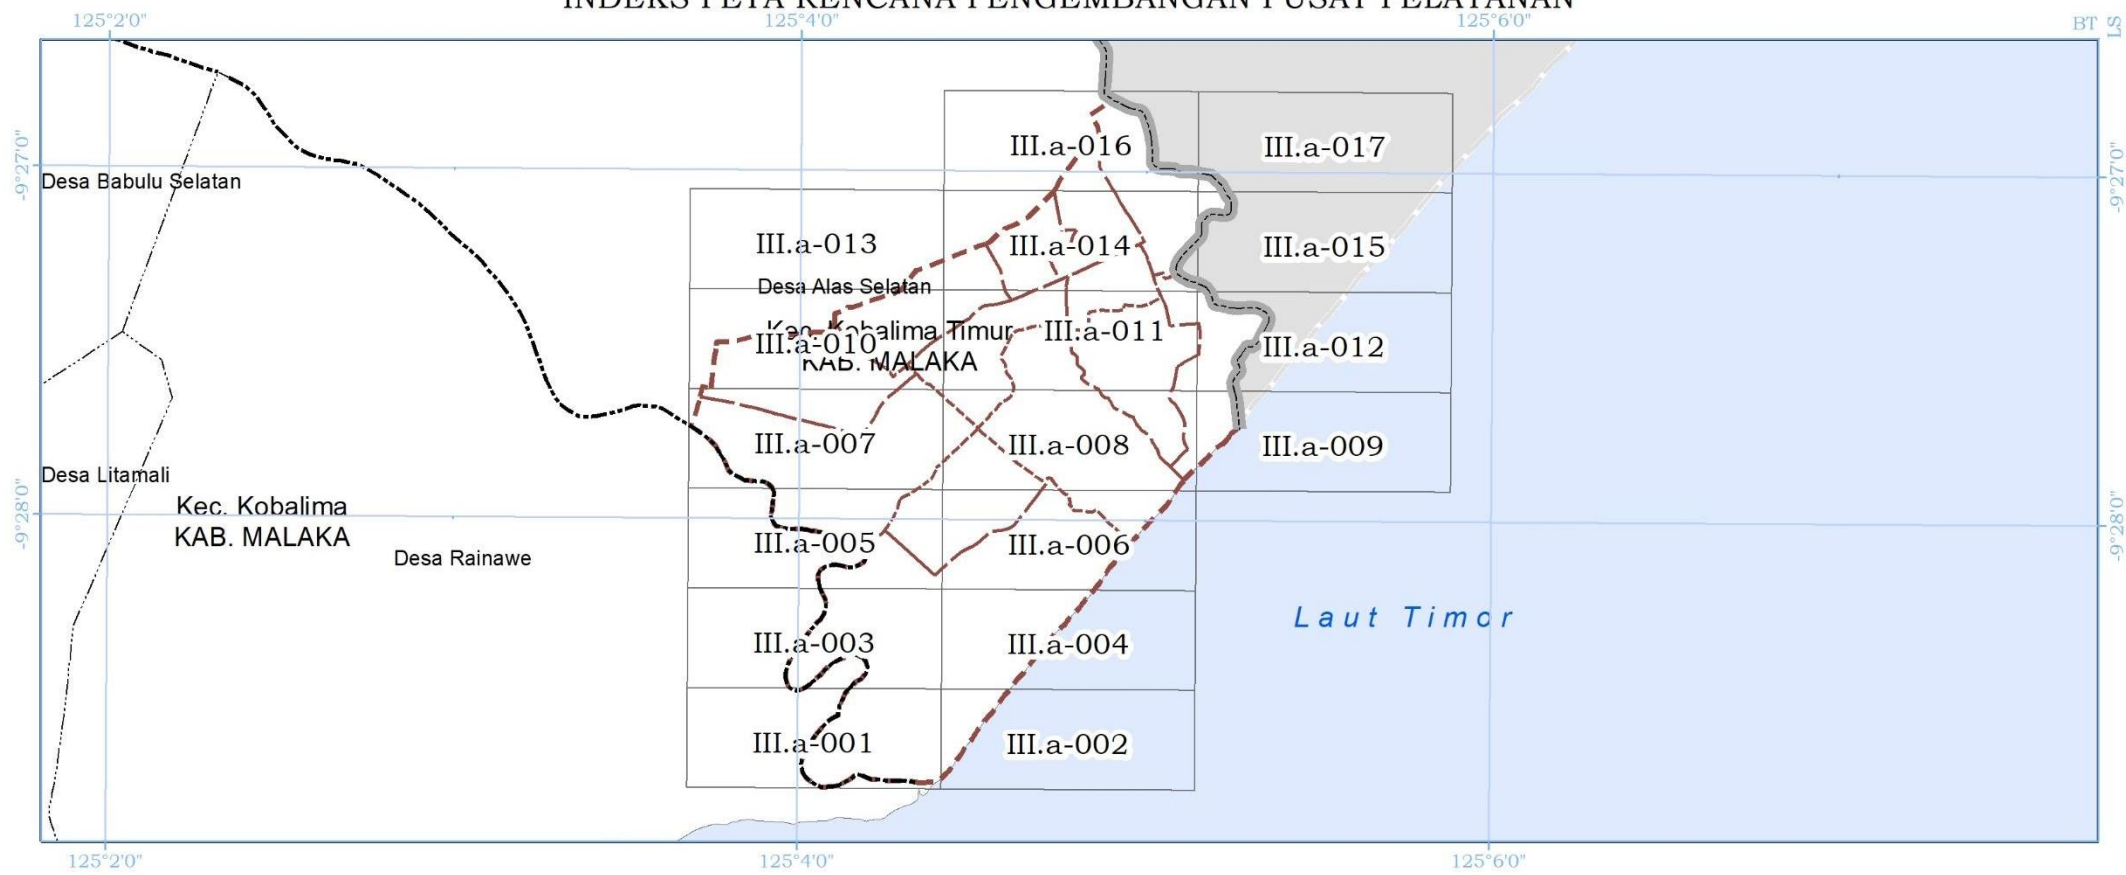 INDEKS PETA RENCANA PENGEMBANGAN PUSAT PELAYANAN
125°2'0"
125°4'0"
125°6'0"
BT
LS
-9°27'0"
-9°27'0"
III.a-016
III.a-017
Desa Babulu Selatan
III.a-013
III.a-014
III.a-015
Desa Alas Selatan
Kec. Kobalima Timur
III.a-011
III.a-010
III.a-012
KAB. MALAKA
III.a-007
III.a-008
III.a-009
Desa Litamali
Kec. Kobalima
KAB. MALAKA
-9°28'0"
-9°28'0"
III.a-005
III.a-006
Desa Rainawe
Laut Timor
III.a-003
III.a-004
III.a-001
III.a-002
125°2'0"
125°4'0"
125°6'0"